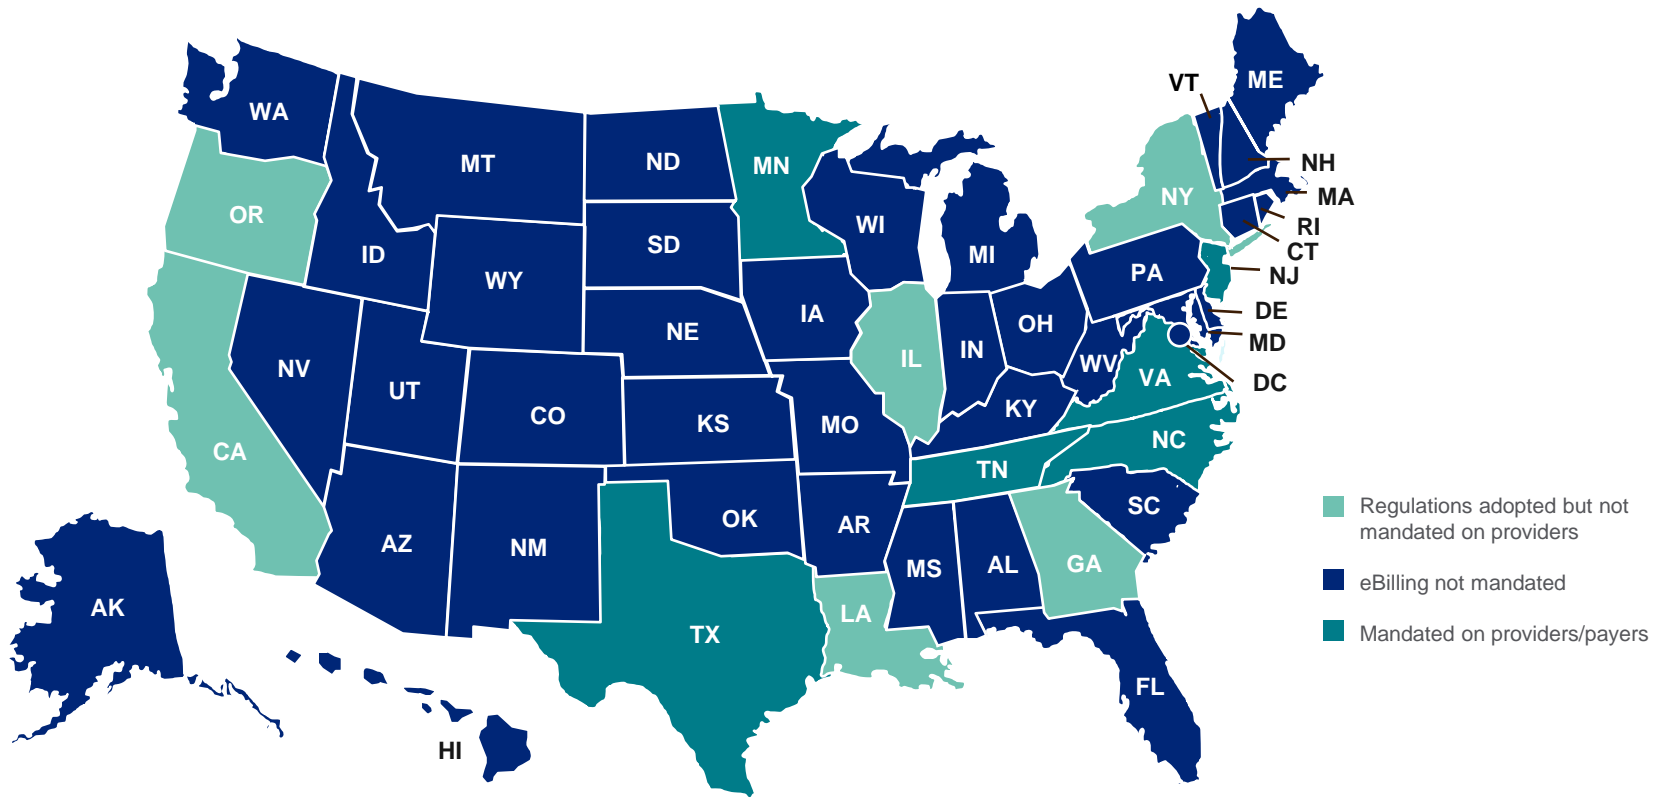 ME
VT
WA
MT
ND
MN
NH
MA
NY
OR
WI
RI
SD
CT
ID
MI
PA
NJ
WY
IA
DE
NE
OH
MD
IN
IL
WV
NV
VA
DC
UT
KY
CO
KS
MO
NC
CA
TN
SC
OK
AR
AZ
NM
GA
MS
AL
AK
LA
TX
FL
HI
Regulations adopted but not
mandated on providers
eBilling not mandated
Mandated on providers/payers